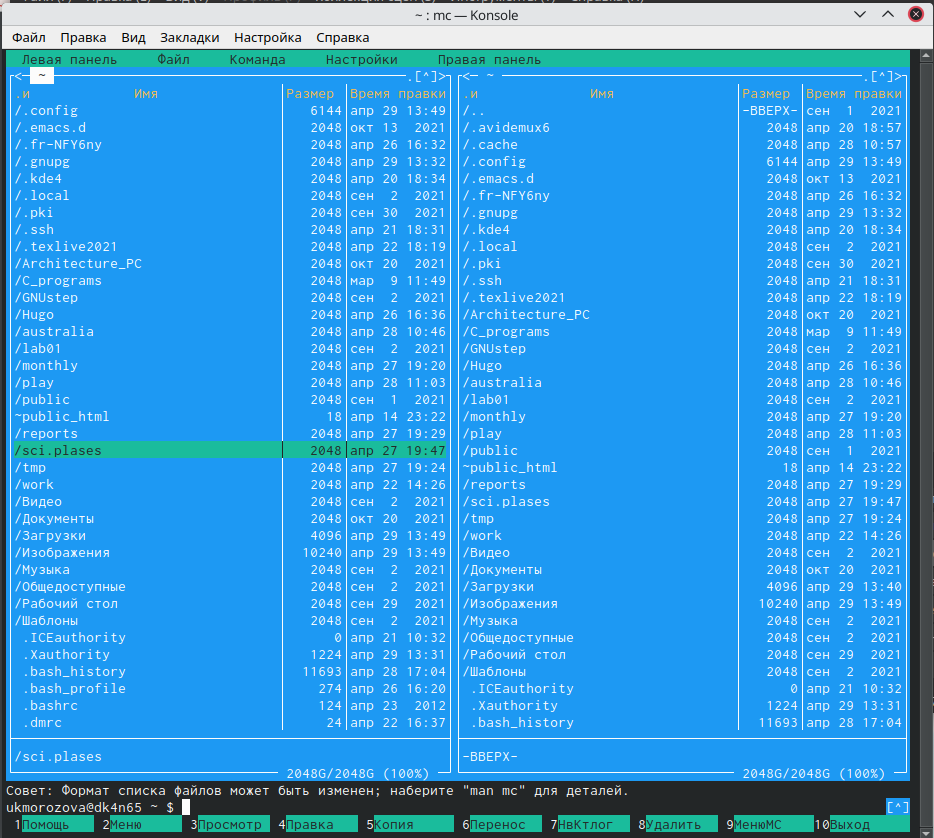 ~ : mc — Konsole
Файл Правка Вид Закладки Настройка Справка
Левая панель Файл Команда Настройки Правая панель
<─ ~ ─.[^]>
.и Имя Размер Время правки
/.config 6144 апр 29 13:49
/.emacs.d 2048 окт 13 2021
/.fr-NFY6ny 2048 апр 26 16:32
/.gnupg 2048 апр 29 13:32
/.kde4 2048 апр 20 18:34
/.local 2048 сен 2 2021
/.pki 2048 сен 30 2021
/.ssh 2048 апр 21 18:31
/.texlive2021 2048 апр 22 18:19
/Architecture_PC 2048 окт 20 2021
/C_programs 2048 мар 9 11:49
/GNUstep 2048 сен 2 2021
/Hugo 2048 апр 26 16:36
/australia 2048 апр 28 10:46
/lab01 2048 сен 2 2021
/monthly 2048 апр 27 19:20
/play 2048 апр 28 11:03
/public 2048 сен 1 2021
~public_html 18 апр 14 23:22
/reports 2048 апр 27 19:29
/sci.plases 2048 апр 27 19:47
/tmp 2048 апр 27 19:24
/work 2048 апр 22 14:26
/Видео 2048 сен 2 2021
/Документы 2048 окт 20 2021
/Загрузки 4096 апр 29 13:49
/Изображения 10240 апр 29 13:49
/Музыка 2048 сен 2 2021
/Общедоступные 2048 сен 2 2021
/Рабочий стол 2048 сен 29 2021
/Шаблоны 2048 сен 2 2021
.ICEauthority 0 апр 21 10:32
.Xauthority 1224 апр 29 13:31
.bash_history 11693 апр 28 17:04
.bash_profile 274 апр 26 16:20
.bashrc 124 апр 23 2012
.dmrc 24 апр 22 16:37
/sci.plases
2048G/2048G (100%)
<─ ~ ─.[^]>
.и Имя Размер Время правки
/.. -ВВЕРХ- сен 1 2021
/.avidemux6 2048 апр 20 18:57
/.cache 2048 апр 28 10:57
/.config 6144 апр 29 13:49
/.emacs.d 2048 окт 13 2021
/.fr-NFY6ny 2048 апр 26 16:32
/.gnupg 2048 апр 29 13:32
/.kde4 2048 апр 20 18:34
/.local 2048 сен 2 2021
/.pki 2048 сен 30 2021
/.ssh 2048 апр 21 18:31
/.texlive2021 2048 апр 22 18:19
/Architecture_PC 2048 окт 20 2021
/C_programs 2048 мар 9 11:49
/GNUstep 2048 сен 2 2021
/Hugo 2048 апр 26 16:36
/australia 2048 апр 28 10:46
/lab01 2048 сен 2 2021
/monthly 2048 апр 27 19:20
/play 2048 апр 28 11:03
/public 2048 сен 1 2021
~public_html 18 апр 14 23:22
/reports 2048 апр 27 19:29
/sci.plases 2048 апр 27 19:47
/tmp 2048 апр 27 19:24
/work 2048 апр 22 14:26
/Видео 2048 сен 2 2021
/Документы 2048 окт 20 2021
/Загрузки 4096 апр 29 13:40
/Изображения 10240 апр 29 13:49
/Музыка 2048 сен 2 2021
/Общедоступные 2048 сен 2 2021
/Рабочий стол 2048 сен 29 2021
/Шаблоны 2048 сен 2 2021
.ICEauthority 0 апр 21 10:32
.Xauthority 1224 апр 29 13:31
.bash_history 11693 апр 28 17:04
-ВВЕРХ-
2048G/2048G (100%)
Совет: Формат списка файлов может быть изменен; наберите "man mc" для деталей.
ukmorozova@dk4n65 ~ $ [^]
1Помощь 2Меню 3Просмотр 4Правка 5Копия 6Перенос 7НвКтлог 8Удалить 9МенюМС 10Выход